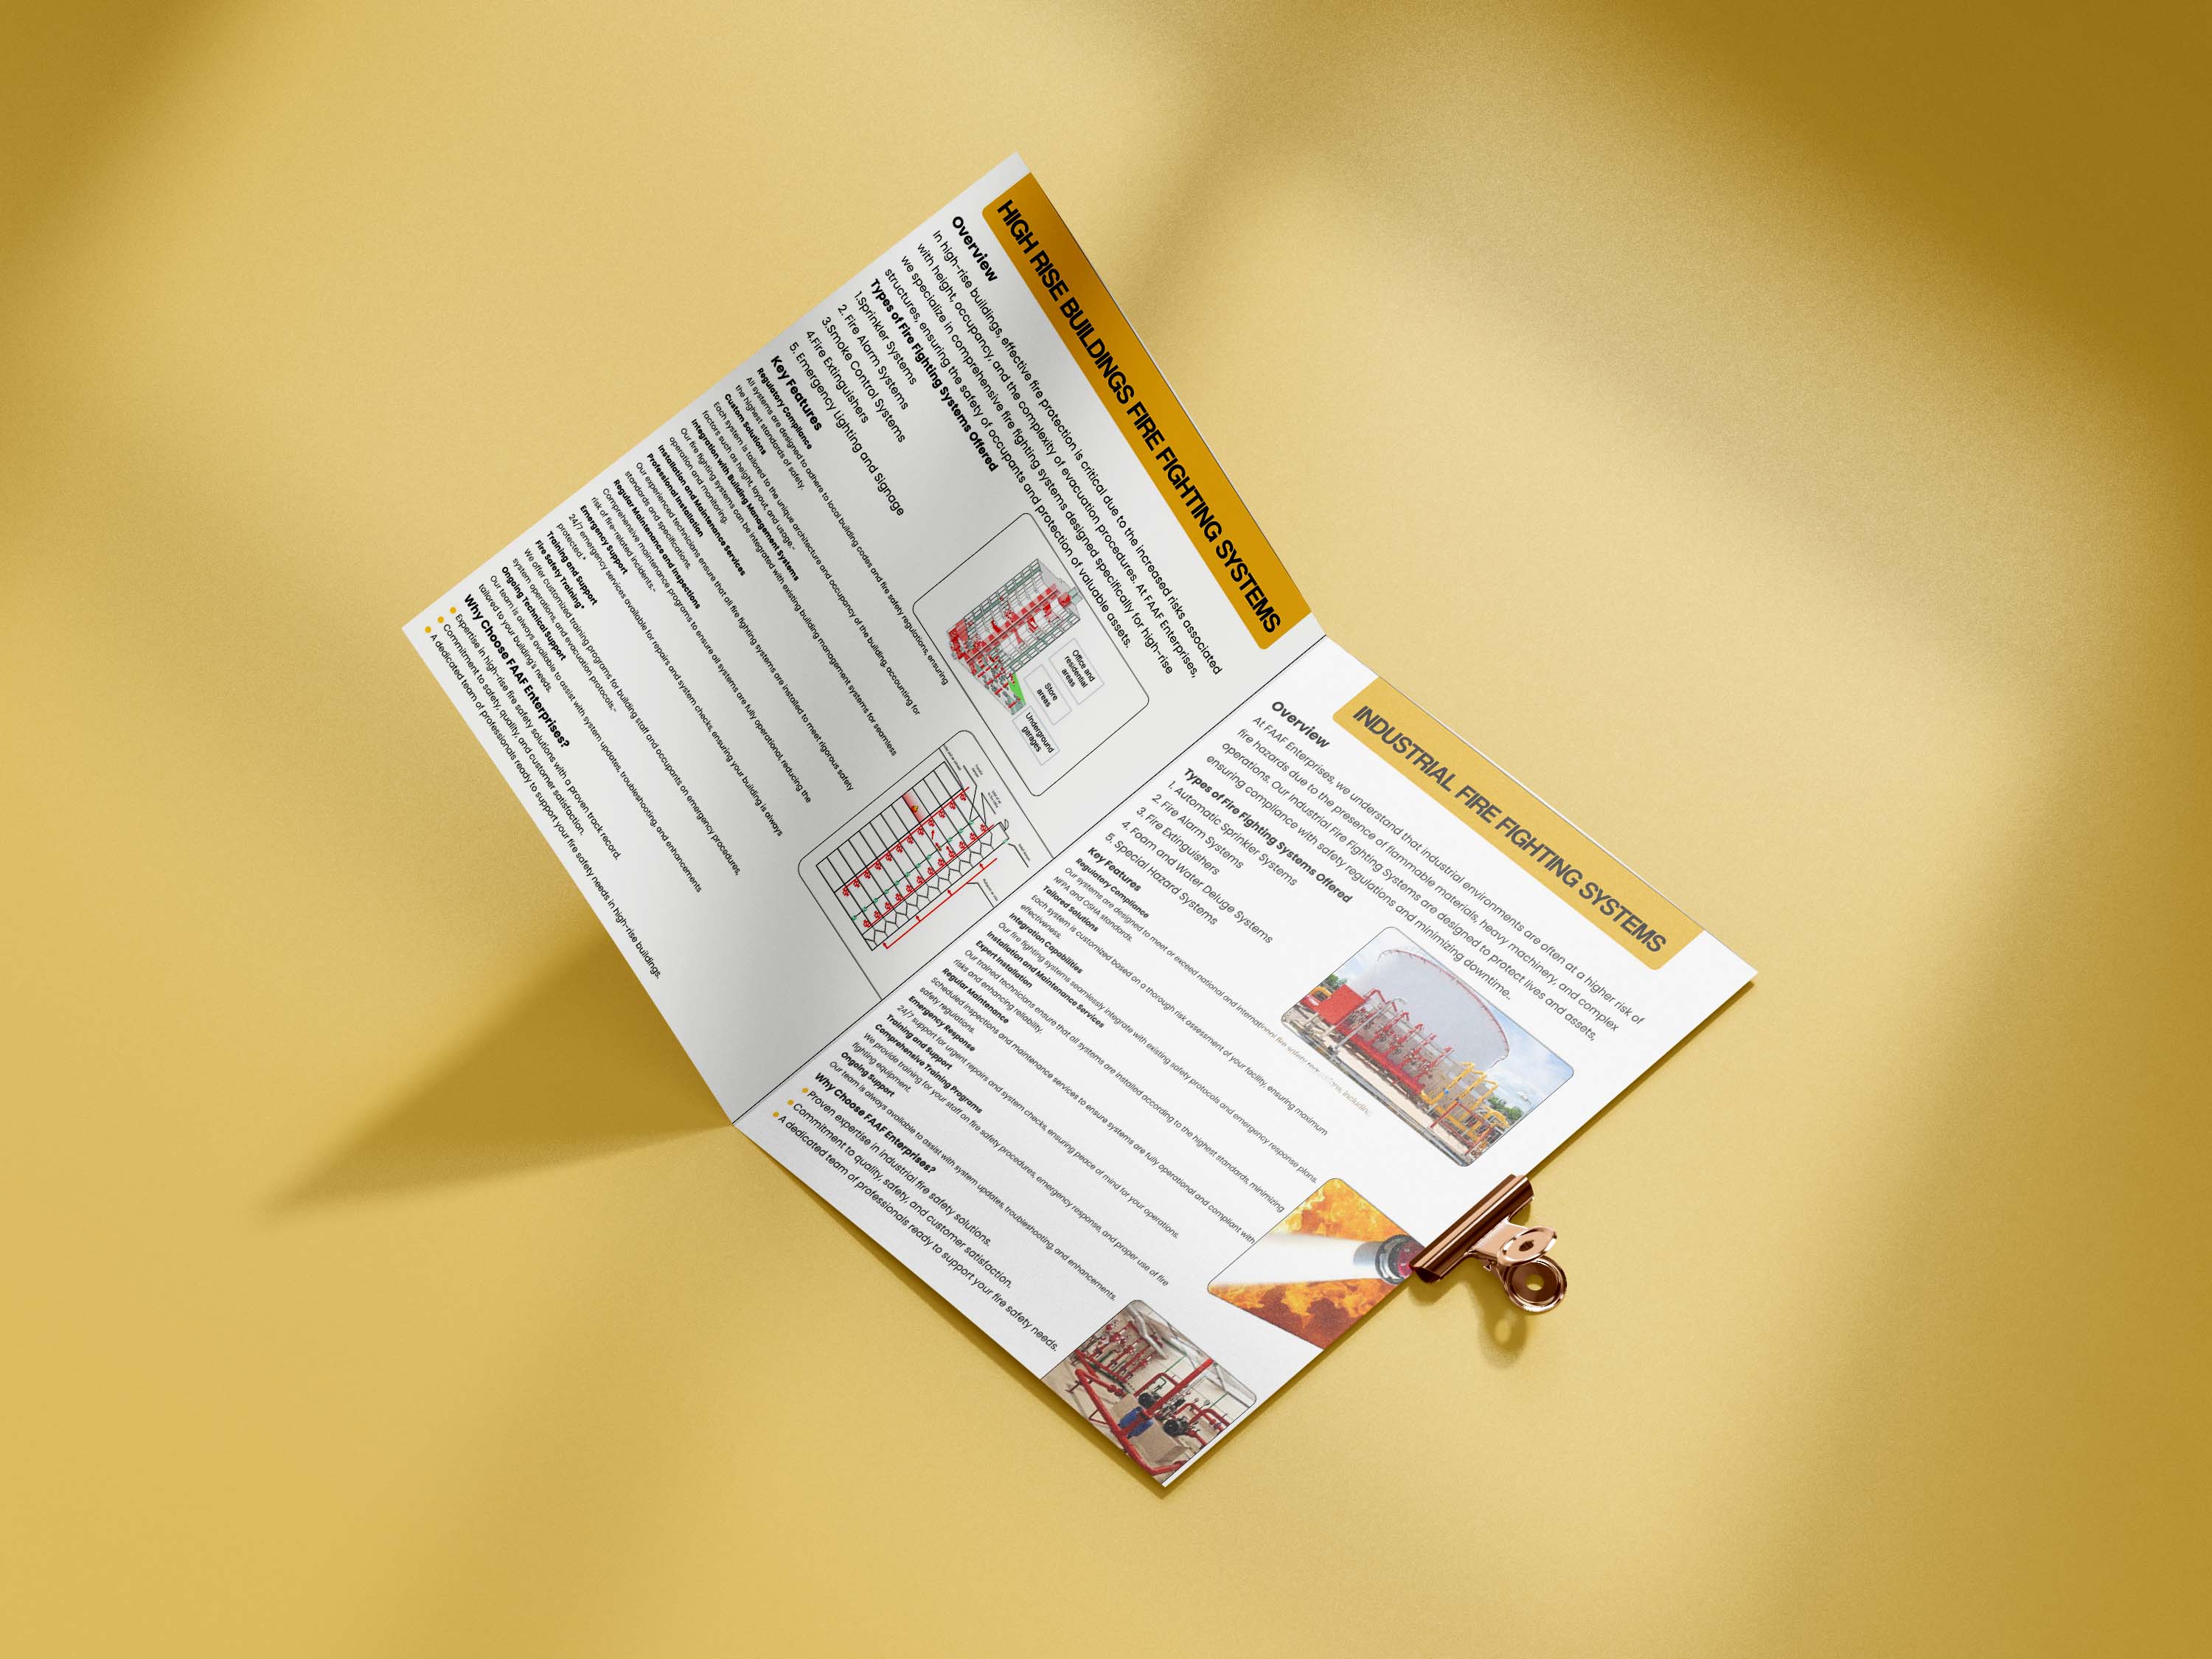 HIGH RISE BUILDINGS FIRE FIGHTING SYSTEMS
Overview
In high-rise buildings, effective fire protection is critical due to the increased risks associated
with height, occupancy, and the complexity of evacuation procedures. At FAAF Enterprises,
we specialize in comprehensive fire fighting systems designed specifically for high-rise
structures, ensuring the safety of occupants and protection of valuable assets.
Types of Fire Fighting Systems Offered
1.Sprinkler Systems
2. Fire Alarm Systems
3.Smoke Control Systems
4.Fire Extinguishers
5. Emergency Lighting and Signage
Key Features
Regulatory Compliance
All systems are designed to adhere to local building codes and fire safety regulations, ensuring
the highest standards of safety.
Custom Solutions
Each system is tailored to the unique architecture and occupancy of the building, accounting for
factors such as height, layout, and usage.-
Integration with Building Management Systems
Our fire fighting systems can be integrated with existing building management systems for seamless
operation and monitoring.
Installation and Maintenance Services
Professional Installation
Our experienced technicians ensure that all fire fighting systems are installed to meet rigorous safety
standards and specifications.
Regular Maintenance and Inspections
Comprehensive maintenance programs to ensure all systems are fully operational, reducing the
risk of fire-related incidents.-
Emergency Support
24/7 emergency services available for repairs and system checks, ensuring your building is always
protected.*
Training and Support
Fire Safety Training*
We offer customized training programs for building staff and occupants on emergency procedures,
system operations, and evacuation protocols.-
Ongoing Technical Support
Our team is always available to assist with system updates, troubleshooting, and enhancements
tailored to your building's needs.
Why Choose FAAF Enterprises?
Expertise in high-rise fire safety solutions with a proven track record.
Commitment to safety, quality, and customer satisfaction.
A dedicated team of professionals ready to support your fire safety needs in high-rise buildings.
Office and
residential
areas
Store
areas
Underground
garages
INDUSTRIAL FIRE FIGHTING SYSTEMS
Overview
At FAAF Enterprises, we understand that industrial environments are often at a higher risk of
fire hazards due to the presence of flammable materials, heavy machinery, and complex
operations. Our Industrial Fire Fighting Systems are designed to protect lives and assets,
ensuring compliance with safety regulations and minimizing downtime..
Types of Fire Fighting Systems Offered
1. Automatic Sprinkler Systems
2. Fire Alarm Systems
3. Fire Extinguishers
4. Foam and Water Deluge Systems
5. Special Hazard Systems
Key Features
Regulatory Compliance
Our systems are designed to meet or exceed national and international fire safety regulations, including
NFPA and OSHA standards.
Tailored Solutions
Each system is customized based on a thorough risk assessment of your facility, ensuring maximum
effectiveness.
Integration Capabilities
Our fire fighting systems seamlessly integrate with existing safety protocols and emergency response plans.
Installation and Maintenance Services
Expert Installation
Our trained technicians ensure that all systems are installed according to the highest standards, minimizing
risks and enhancing reliability.
Regular Maintenance
Scheduled inspections and maintenance services to ensure systems are fully operational and compliant with
safety regulations.
Emergency Response
24/7 support for urgent repairs and system checks, ensuring peace of mind for your operations.
Training and Support
Comprehensive Training Programs
We provide training for your staff on fire safety procedures, emergency response, and proper use of fire
fighting equipment.
Ongoing Support
Our team is always available to assist with system updates, troubleshooting, and enhancements.
Why Choose FAAF Enterprises?
Proven expertise in industrial fire safety solutions.
Commitment to quality, safety, and customer satisfaction.
A dedicated team of professionals ready to support your fire safety needs.